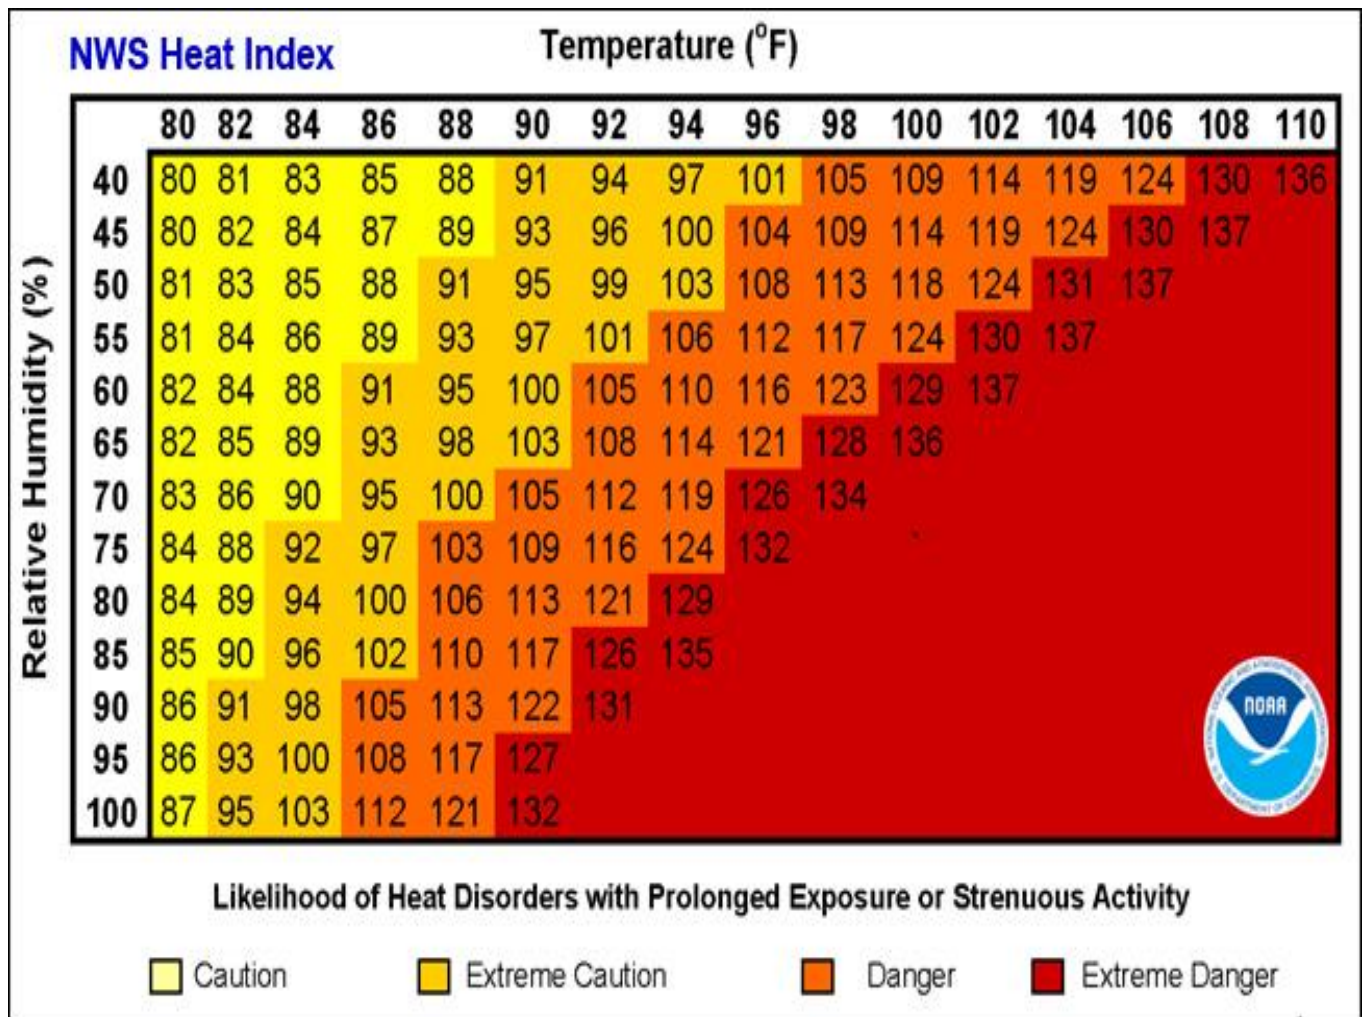 NWS Heat Index
Temperature (°F)
80 82 84 86 88 90 92 94 96 98 100 102 104 106 108 110
Relative Humidity (%)
40 80 81 83 85 88 91 94 97 101 105 109 114 119 124 130 136
45 80 82 84 87 89 93 96 100 104 109 114 119 124 130 137
50 81 83 85 88 91 95 99 103 108 113 118 124 131 137
55 81 84 86 89 93 97 101 106 112 117 124 130 137
60 82 84 88 91 95 100 105 110 116 123 129 137
65 82 85 89 93 98 103 108 114 121 128 136
70 83 86 90 95 100 105 112 119 126 134
75 84 88 92 97 103 109 116 124 132
80 84 89 94 100 106 113 121 129
85 85 90 96 102 110 117 126 135
90 86 91 98 105 113 122 131
95 86 93 100 108 117 127
100 87 95 103 112 121 132
NOAA
Likelihood of Heat Disorders with Prolonged Exposure or Strenuous Activity
Caution Extreme Caution Danger Extreme Danger